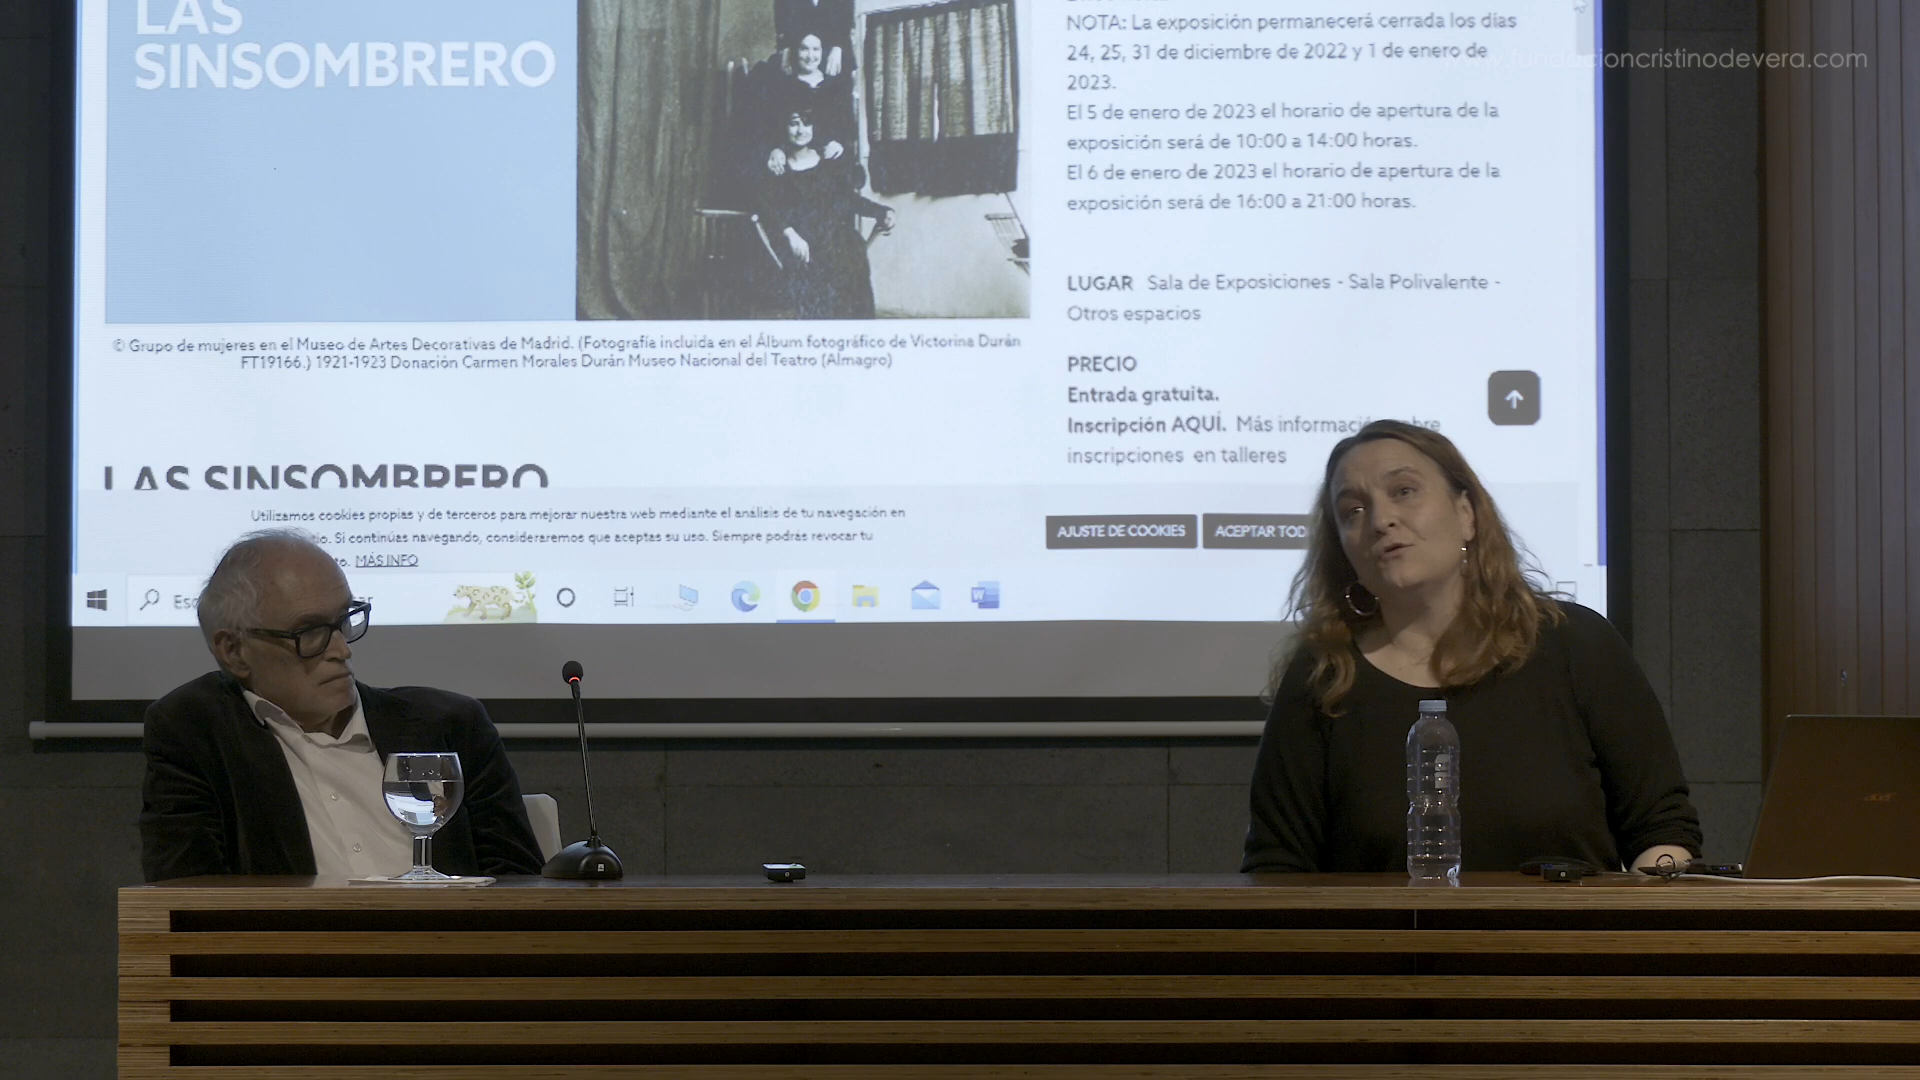 LAS
SINSOMBRERO
© Grupo de mujeres en el Museo de Artes Decorativas de Madrid. (Fotografía incluida en el Álbum fotográfico de Victorina Durán
FT19166.) 1921-1923 Donación Carmen Morales Durán Museo Nacional del Teatro (Almagro)
LAS SINSOMBRERO
NOTA: La exposición permanecerá cerrada los días
24, 25, 31 de diciembre de 2022 y 1 de enero de
2023.
El 5 de enero de 2023 el horario de apertura de la
exposición será de 10:00 a 14:00 horas.
El 6 de enero de 2023 el horario de apertura de la
exposición será de 16:00 a 21:00 horas.
LUGAR Sala de Exposiciones - Sala Polivalente -
Otros espacios
PRECIO
Entrada gratuita.
Inscripción AQUÍ. Más
inscripciones en talleres
Utilizamos cookies propias y de terceros para mejorar nuestra web mediante el análisis de tu navegación en
Si continúas navegando, consideraremos que aceptas su uso. Siempre podrás revocar tu
MÁS INFO
AJUSTE DE COOKIES
ACEPTAR TOD
www.fundacioncristinodevera.com
acer